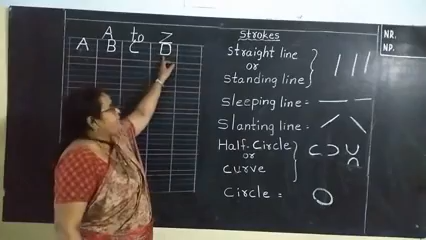 A to Z
A B C D
Strokes
Straight line
or
Standing line
Sleeping line =
Slanting line =
Half-Circle
or
curve
Circle =
NR.
NP.